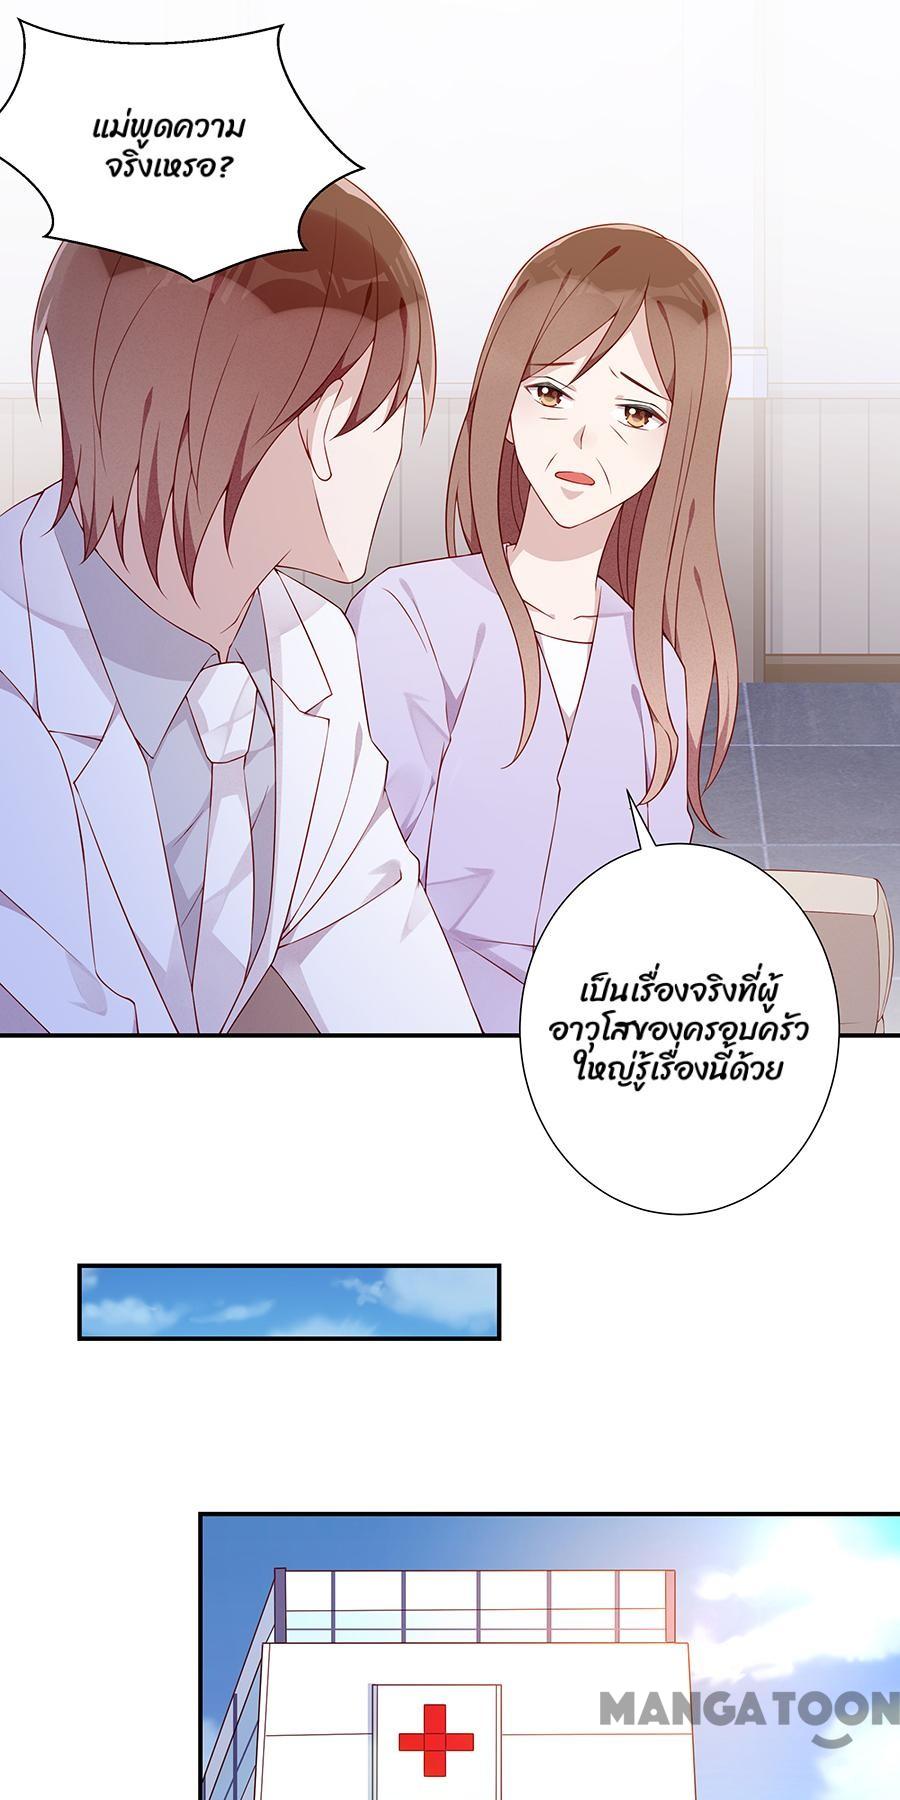 แม่พูดความ
จริงเหรอ?
เป็นเรื่องจริงที่ผู้
อาวุโสของครอบครัว
ใหญ่รู้เรื่องนี้ด้วย
MANGATOON